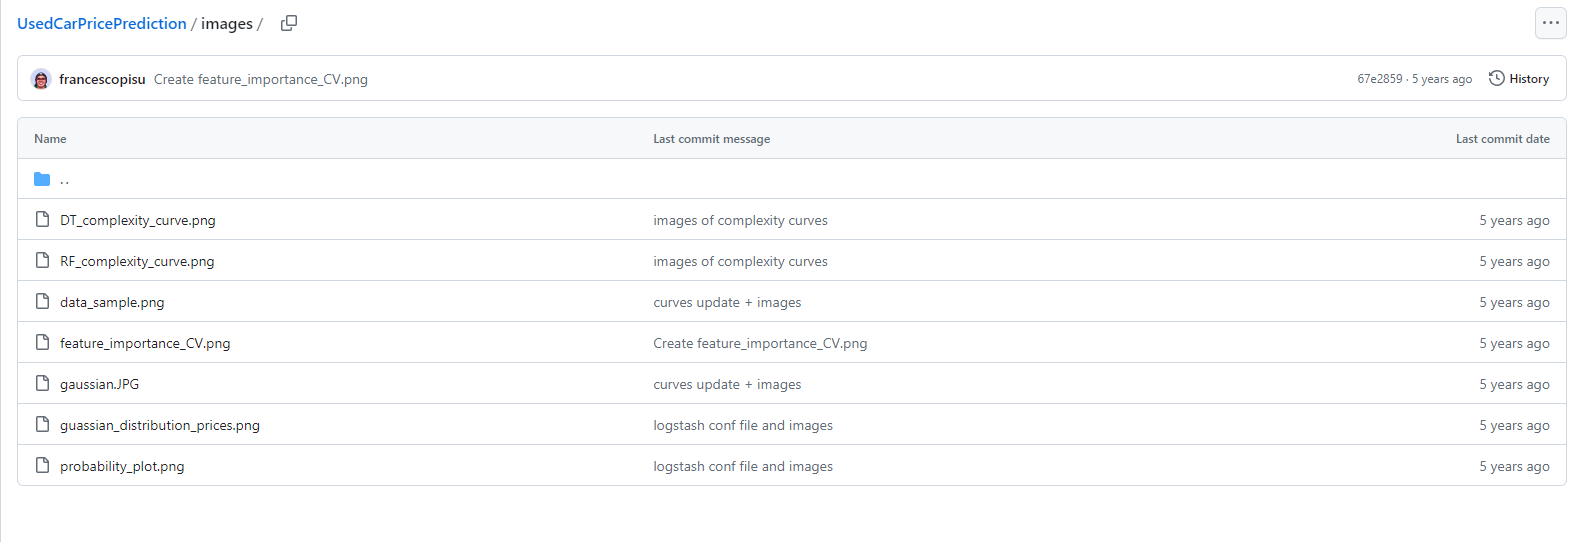 UsedCarPricePrediction / images /
francescopisu Create feature_importance_CV.png 67e2859 · 5 years ago History
Name Last commit message Last commit date
..
DT_complexity_curve.png images of complexity curves 5 years ago
RF_complexity_curve.png images of complexity curves 5 years ago
data_sample.png curves update + images 5 years ago
feature_importance_CV.png Create feature_importance_CV.png 5 years ago
gaussian.JPG curves update + images 5 years ago
guassian_distribution_prices.png logstash conf file and images 5 years ago
probability_plot.png logstash conf file and images 5 years ago